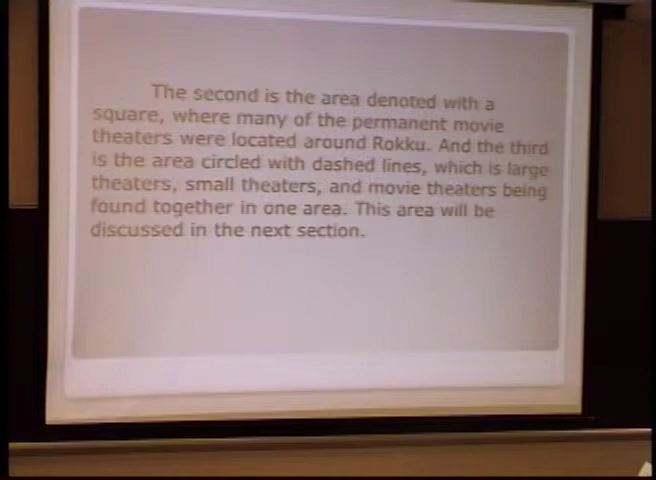 The second is the area denoted with a
square, where many of the permanent movie
theaters were located around Rokku. And the third
is the area circled with dashed lines, which is large
theaters, small theaters, and movie theaters being
found together in one area. This area will be
discussed in the next section.